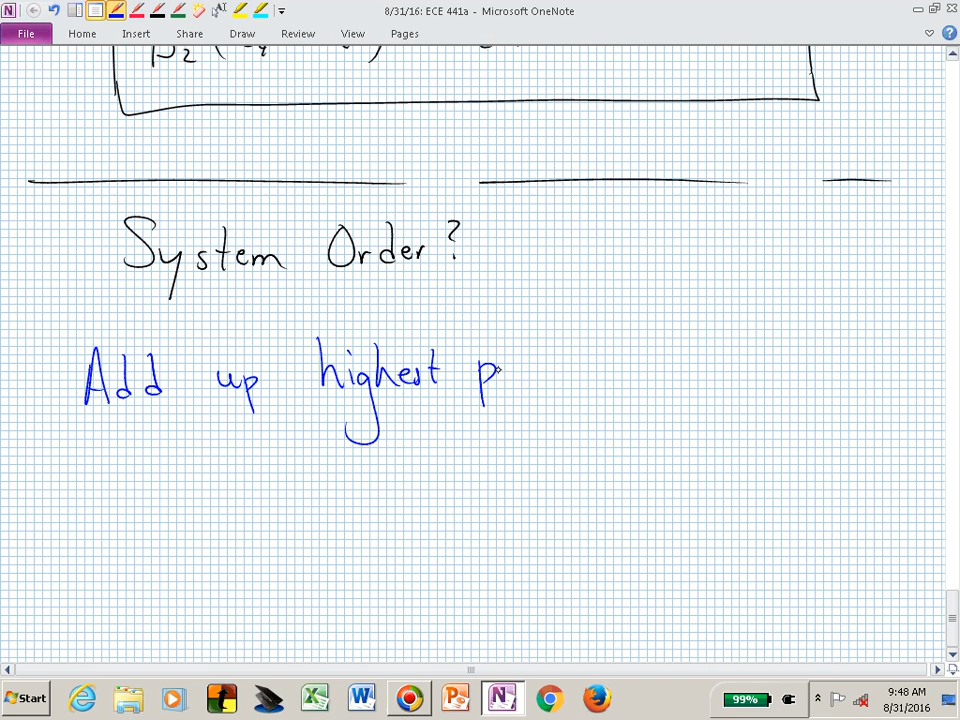 8/31/16: ECE 441a - Microsoft OneNote
File Home Insert Share Draw Review View Pages
System Order?
Add up highest p
Start
99%
9:48 AM
8/31/2016